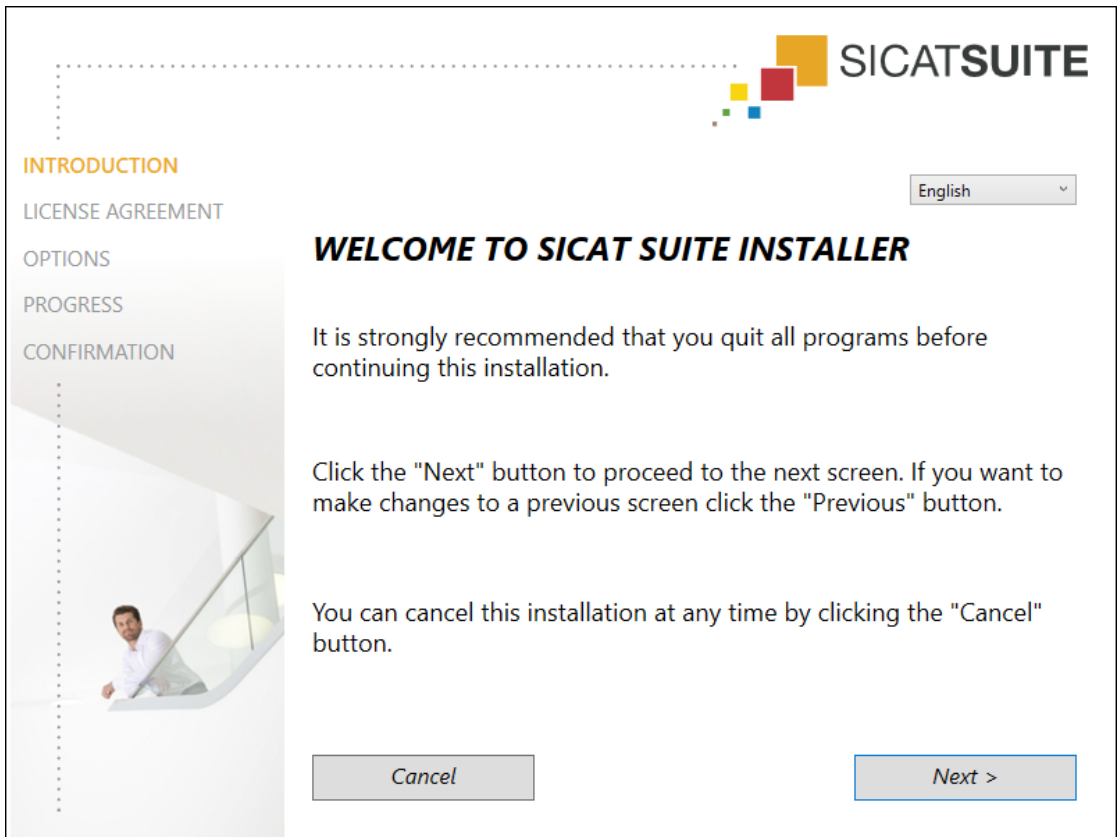 SICATSUITE
INTRODUCTION
LICENSE AGREEMENT
OPTIONS
PROGRESS
CONFIRMATION
English
WELCOME TO SICAT SUITE INSTALLER
It is strongly recommended that you quit all programs before
continuing this installation.
Click the "Next" button to proceed to the next screen. If you want to
make changes to a previous screen click the "Previous" button.
You can cancel this installation at any time by clicking the "Cancel"
button.
Cancel
Next >